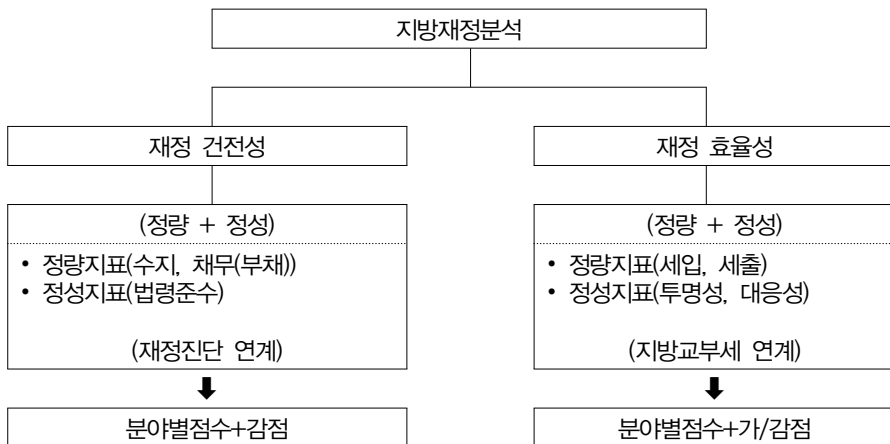 지방재정분석
재정 건전성
(정량 + 정성)
• 정량지표(수지, 채무(부채))
• 정성지표(법령준수)
(재정진단 연계)
분야별점수+감점
재정 효율성
(정량 + 정성)
• 정량지표(세입, 세출)
• 정성지표(투명성, 대응성)
(지방교부세 연계)
분야별점수+가/감점